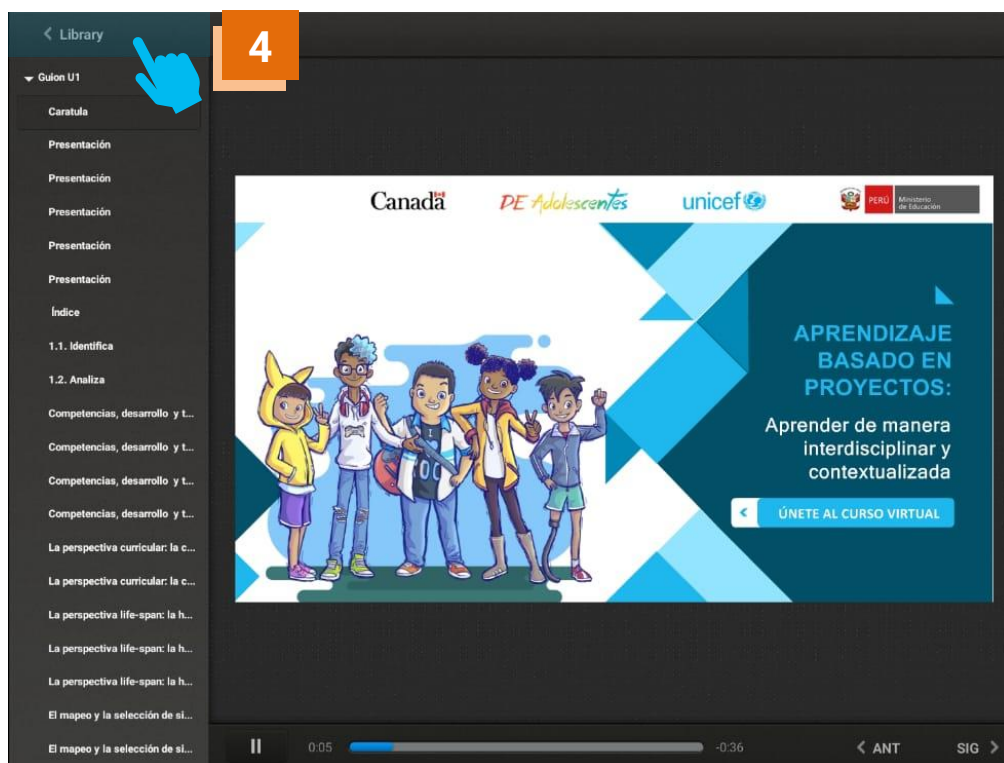 < Library
4
Guion U1
Caratula
Presentación
Presentación
Presentación
Presentación
Presentación
Índice
1.1. Identifica
1.2. Analiza
Competencias, desarrollo y t...
Competencias, desarrollo y t...
Competencias, desarrollo y t...
Competencias, desarrollo y t...
La perspectiva curricular: la c...
La perspectiva curricular: la c...
La perspectiva life-span: la h...
La perspectiva life-span: la h...
La perspectiva life-span: la h...
El mapeo y la selección de si...
El mapeo y la selección de si...
Canada
DE Adolescentes
unicef
PERÚ
Ministerio
de Educación
APRENDIZAJE
BASADO EN
PROYECTOS:
Aprender de manera
interdisciplinar y
contextualizada
< ÚNETE AL CURSO VIRTUAL
0:05
-0:36
< ANT
SIG >